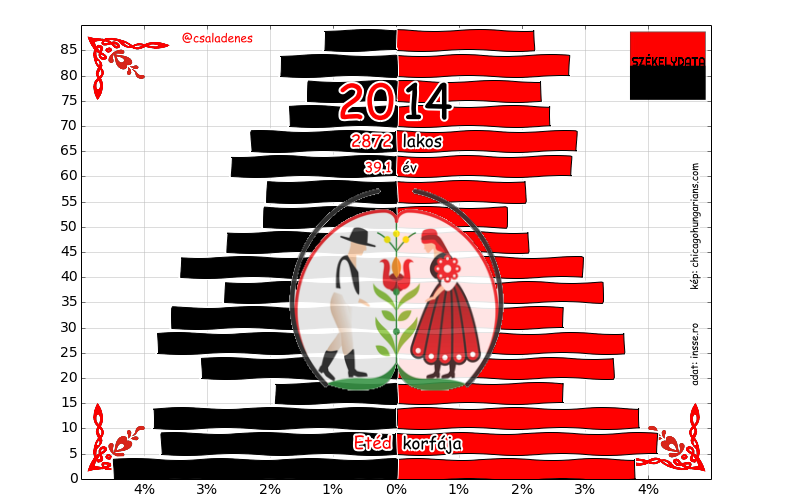 @csaladenes
SZÉKELYDATA
2014
2872 lakos
39.1 év
kép: chicagohungarians.com
adat: insse.ro
Etéd korfája
85
80
75
70
65
60
55
50
45
40
35
30
25
20
15
10
5
0
4% 3% 2% 1% 0% 1% 2% 3% 4%